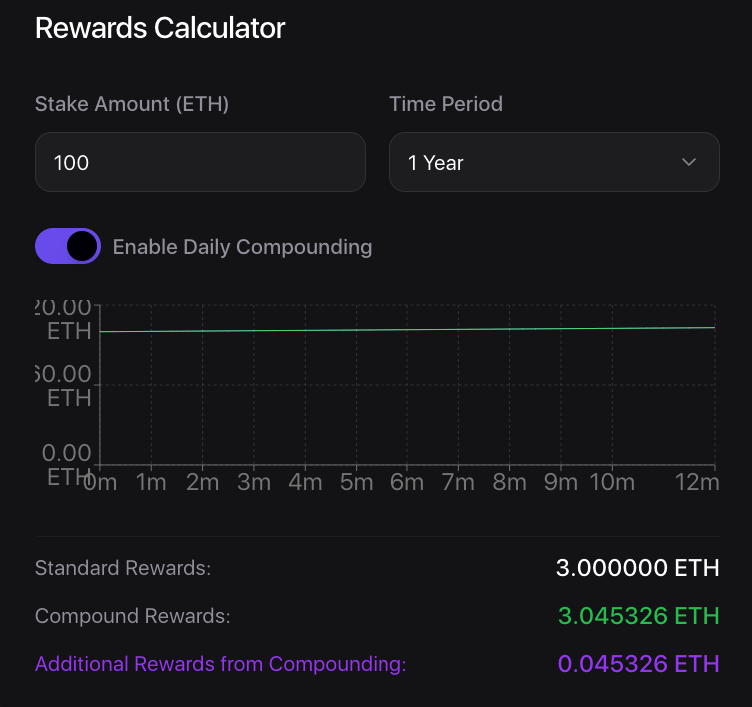 Rewards Calculator
Stake Amount (ETH)
Time Period
100
1 Year
Enable Daily Compounding
20.00
ETH
60.00
ETH
0.00
ETH
0m 1m 2m 3m 4m 5m 6m 7m 8m 9m 10m 12m
Standard Rewards:
3.000000 ETH
Compound Rewards:
3.045326 ETH
Additional Rewards from Compounding:
0.045326 ETH